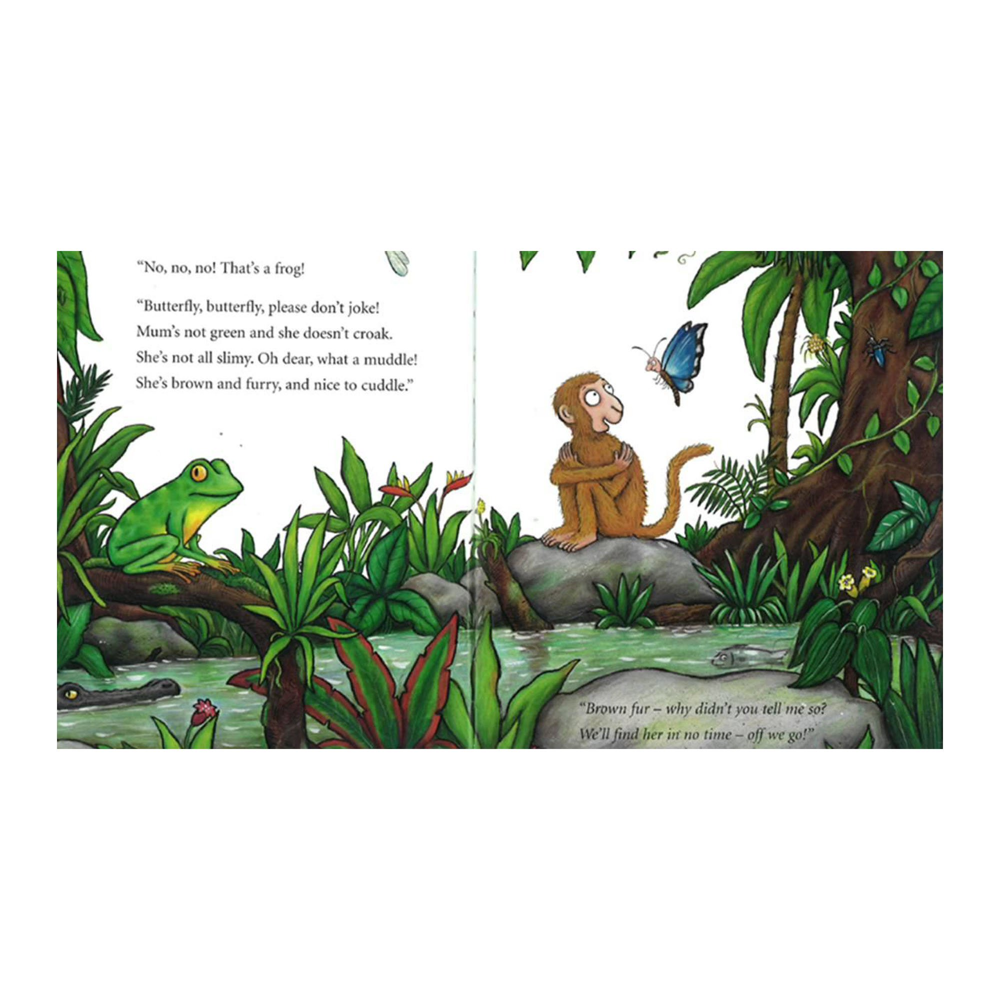 “No, no, no! That’s a frog!
“Butterfly, butterfly, please don’t joke!
Mum’s not green and she doesn’t croak.
She’s not all slimy. Oh dear, what a muddle!
She’s brown and furry, and nice to cuddle.”
“Brown fur – why didn’t you tell me so?
We’ll find her in no time – off we go!”